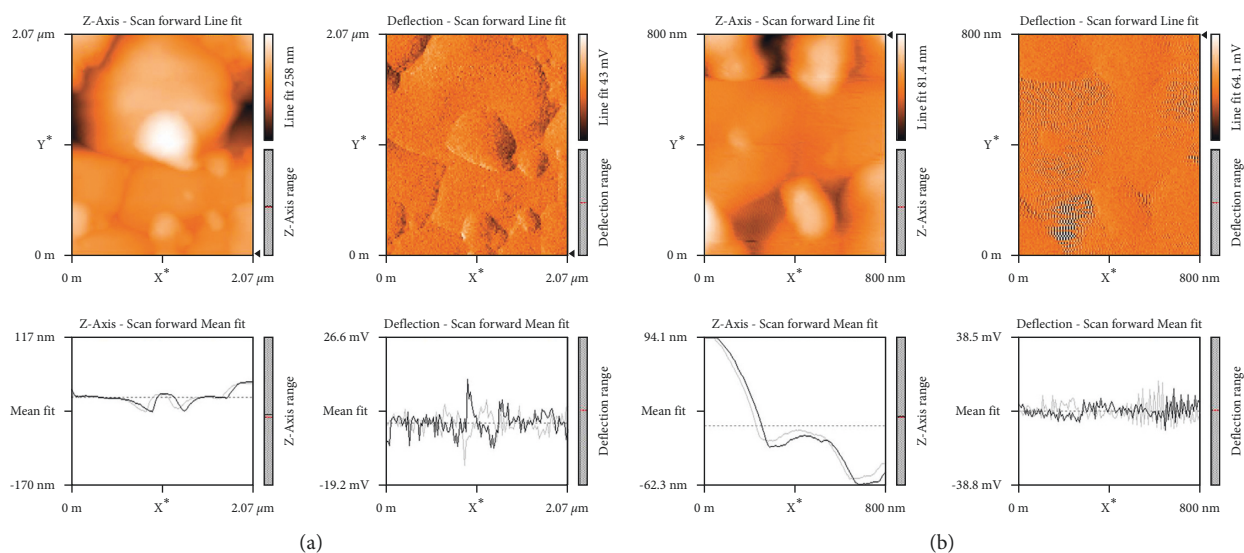 Z-Axis - Scan forward Line fit
2.07 µm
Y*
0 m
0 m
X*
2.07 µm
Line fit 258 nm
Z-Axis range
Deflection - Scan forward Line fit
2.07 µm
Y*
0 m
0 m
X*
2.07 µm
Line fit 43 mV
Deflection range
Z-Axis - Scan forward Line fit
800 nm
Y*
0 m
0 m
X*
800 nm
Line fit 81.4 nm
Z-Axis range
Deflection - Scan forward Line fit
800 nm
Y*
0 m
0 m
X*
800 nm
Line fit 64.1 mV
Deflection range
Z-Axis - Scan forward Mean fit
117 nm
Mean fit
-170 nm
0 m
X*
2.07 µm
Z-Axis range
Deflection - Scan forward Mean fit
26.6 mV
Mean fit
-19.2 mV
0 m
X*
2.07 µm
Deflection range
Z-Axis - Scan forward Mean fit
94.1 nm
Mean fit
-62.3 nm
0 m
X*
800 nm
Z-Axis range
Deflection - Scan forward Mean fit
38.5 mV
Mean fit
-38.8 mV
0 m
X*
800 nm
Deflection range
(a)
(b)